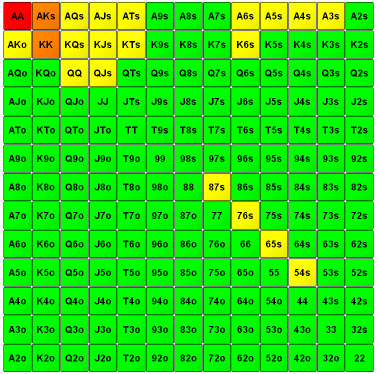 AA AKs AQs AJs ATs A9s A8s A7s A6s A5s A4s A3s A2s
AKo KK KQs KJs KTs K9s K8s K7s K6s K5s K4s K3s K2s
AQo KQo QQ QJs QTs Q9s Q8s Q7s Q6s Q5s Q4s Q3s Q2s
AJo KJo QJo JJ JTs J9s J8s J7s J6s J5s J4s J3s J2s
ATo KTo QTo JTo TT T9s T8s T7s T6s T5s T4s T3s T2s
A9o K9o Q9o J9o T9o 99 98s 97s 96s 95s 94s 93s 92s
A8o K8o Q8o J8o T8o 98o 88 87s 86s 85s 84s 83s 82s
A7o K7o Q7o J7o T7o 97o 87o 77 76s 75s 74s 73s 72s
A6o K6o Q6o J6o T6o 96o 86o 76o 66 65s 64s 63s 62s
A5o K5o Q5o J5o T5o 95o 85o 75o 65o 55 54s 53s 52s
A4o K4o Q4o J4o T4o 94o 84o 74o 64o 54o 44 43s 42s
A3o K3o Q3o J3o T3o 93o 83o 73o 63o 53o 43o 33 32s
A2o K2o Q2o J2o T2o 92o 82o 72o 62o 52o 42o 32o 22